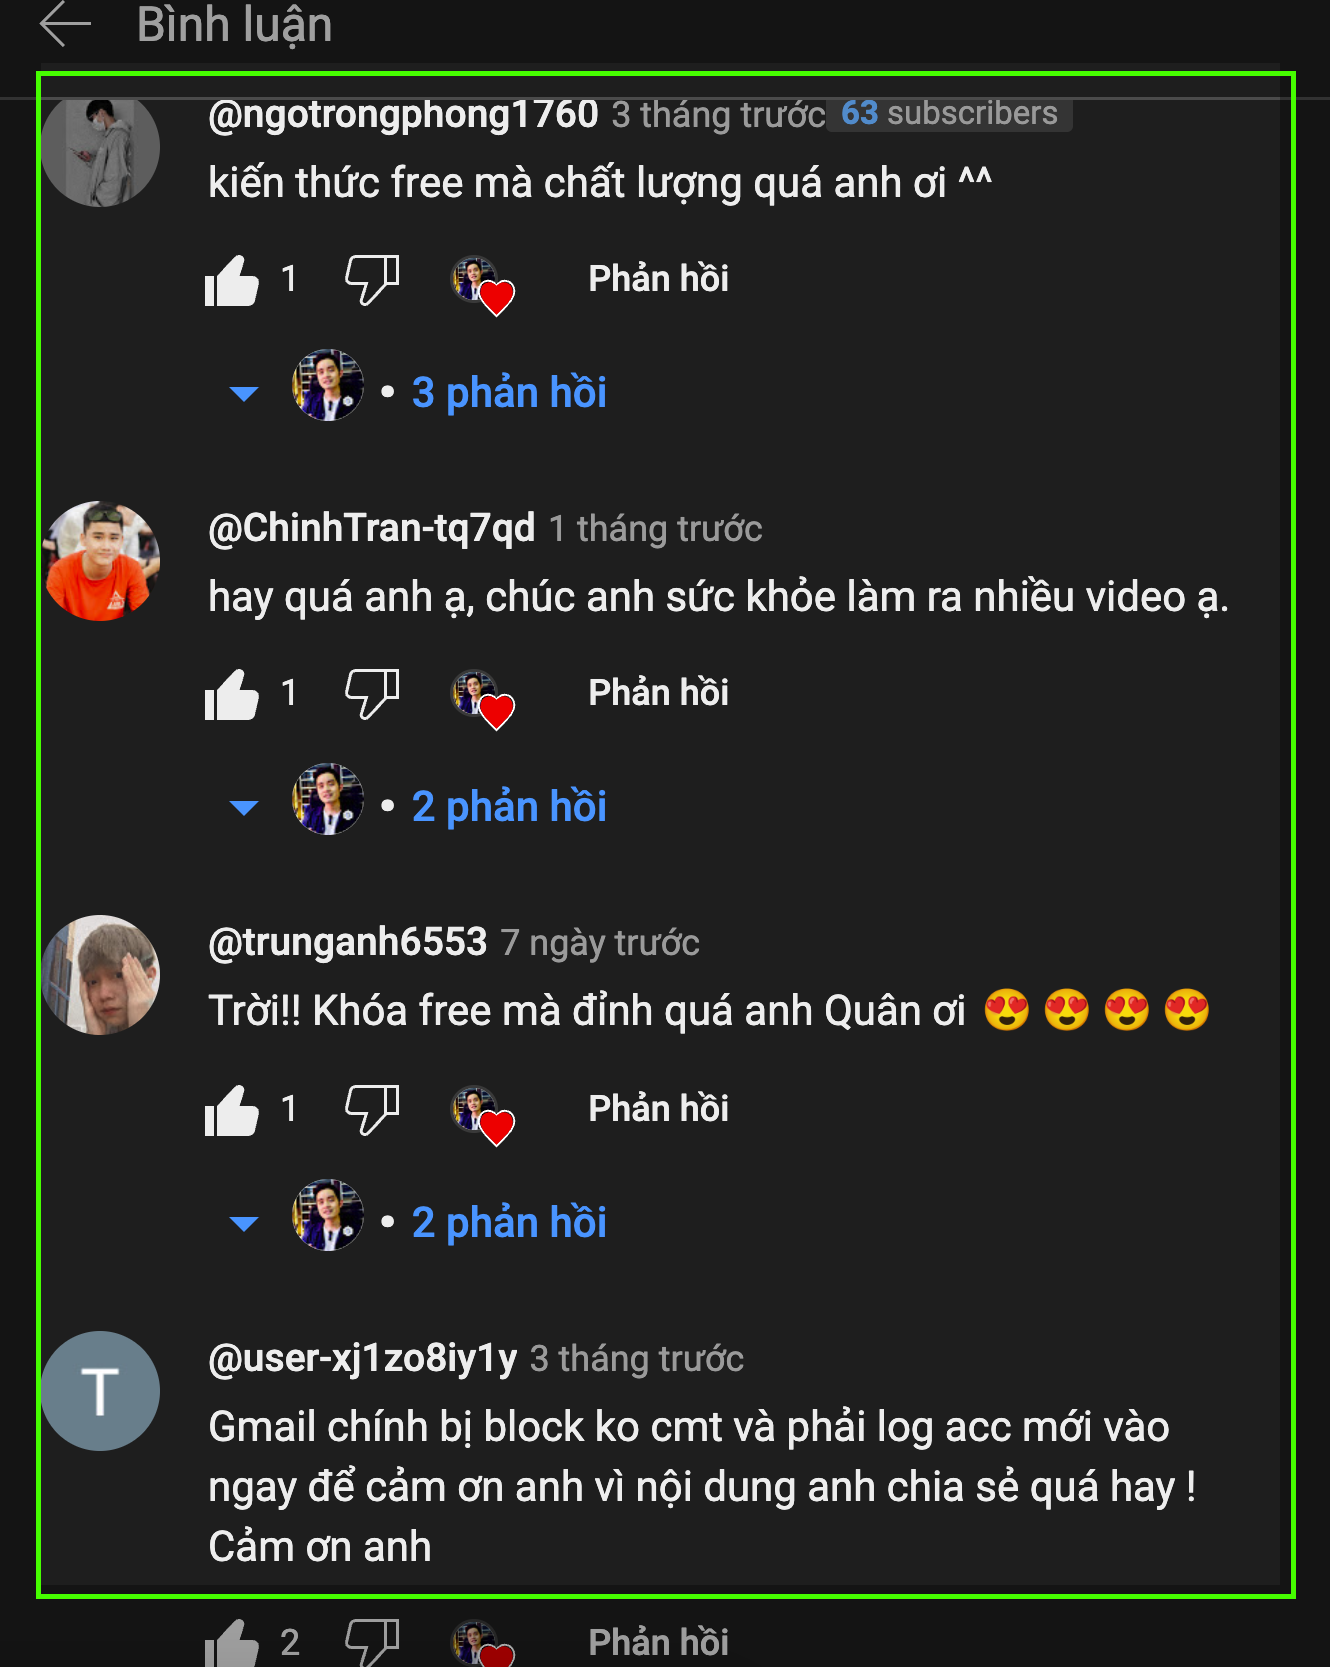 Bình luận
@ngotrongphong1760 3 tháng trước 63 subscribers
kiến thức free mà chất lượng quá anh ơi ^^
1 Phản hồi
• 3 phản hồi
@ChinhTran-tq7qd 1 tháng trước
hay quá anh ạ, chúc anh sức khỏe làm ra nhiều video ạ.
1 Phản hồi
• 2 phản hồi
@trunganh6553 7 ngày trước
Trời!! Khóa free mà đỉnh quá anh Quân ơi 😍 😍 😍 😍
1 Phản hồi
• 2 phản hồi
T
@user-xj1zo8iy1y 3 tháng trước
Gmail chính bị block ko cmt và phải log acc mới vào
ngay để cảm ơn anh vì nội dung anh chia sẻ quá hay !
Cảm ơn anh
2 Phản hồi